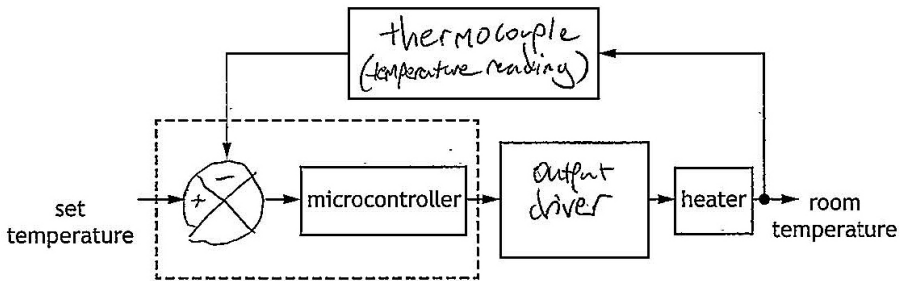 thermocouple
(temperature reading)
−
+
set
temperature
microcontroller
output
driver
heater
room
temperature